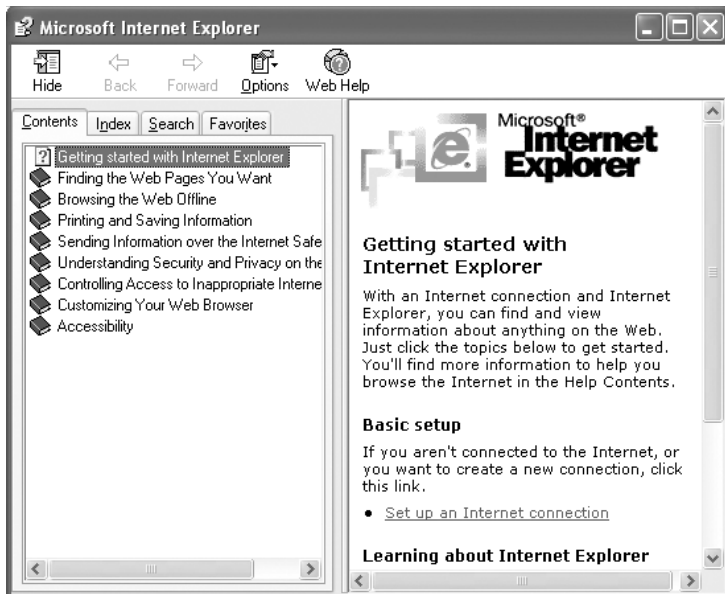 Microsoft Internet Explorer
Hide Back Forward Options Web Help
Contents Index Search Favorites
Getting started with Internet Explorer
Finding the Web Pages You Want
Browsing the Web Offline
Printing and Saving Information
Sending Information over the Internet Safe
Understanding Security and Privacy on the
Controlling Access to Inappropriate Interne
Customizing Your Web Browser
Accessibility
Microsoft®
Internet
Explorer
Getting started with
Internet Explorer
With an Internet connection and Internet
Explorer, you can find and view
information about anything on the Web.
Just click the topics below to get started.
You'll find more information to help you
browse the Internet in the Help Contents.
Basic setup
If you aren't connected to the Internet, or
you want to create a new connection, click
this link.
• Set up an Internet connection
Learning about Internet Explorer